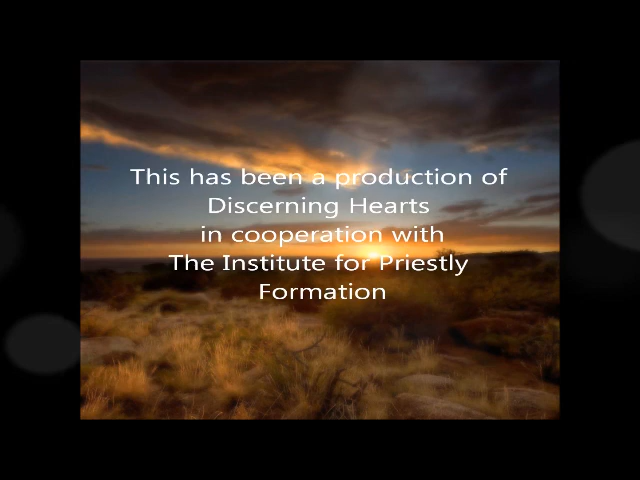 This has been a production of
Discerning Hearts
in cooperation with
The Institute for Priestly
Formation